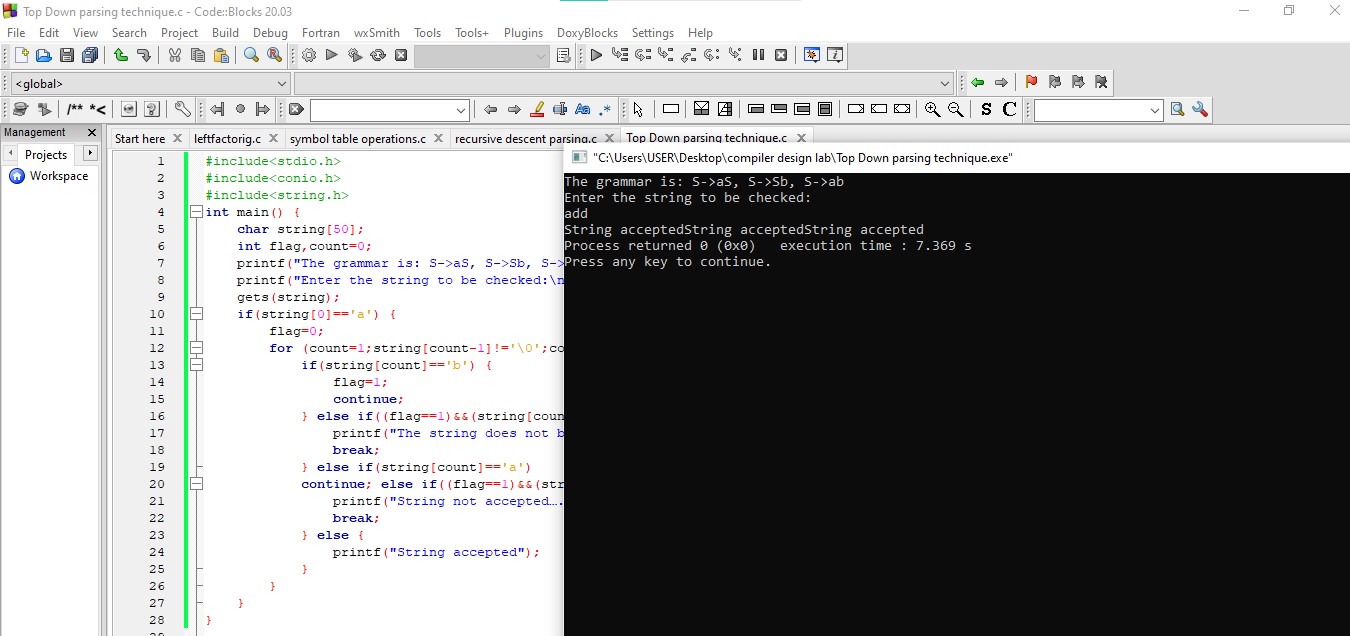 Top Down parsing technique.c - Code::Blocks 20.03
File Edit View Search Project Build Debug Fortran wxSmith Tools Tools+ Plugins DoxyBlocks Settings Help
<global>
/** *< Aa .* S C
Management
Start here leftfactorig.c symbol table operations.c recursive descent parsing.c Top Down parsing technique.c
Projects
Workspace
1 #include<stdio.h>
2 #include<conio.h>
3 #include<string.h>
4 int main() {
5 char string[50];
6 int flag,count=0;
7 printf("The grammar is: S->aS, S->Sb, S->
8 printf("Enter the string to be checked:\n
9 gets(string);
10 if(string[0]=='a') {
11 flag=0;
12 for (count=1;string[count-1]!='\0';co
13 if(string[count]=='b') {
14 flag=1;
15 continue;
16 } else if((flag==1)&&(string[coun
17 printf("The string does not b
18 break;
19 } else if(string[count]=='a')
20 continue; else if((flag==1)&&(str
21 printf("String not accepted….
22 break;
23 } else {
24 printf("String accepted");
25 }
26 }
27 }
28 }
29
"C:\Users\USER\Desktop\compiler design lab\Top Down parsing technique.exe"
The grammar is: S->aS, S->Sb, S->ab
Enter the string to be checked:
add
String acceptedString acceptedString accepted
Process returned 0 (0x0) execution time : 7.369 s
Press any key to continue.